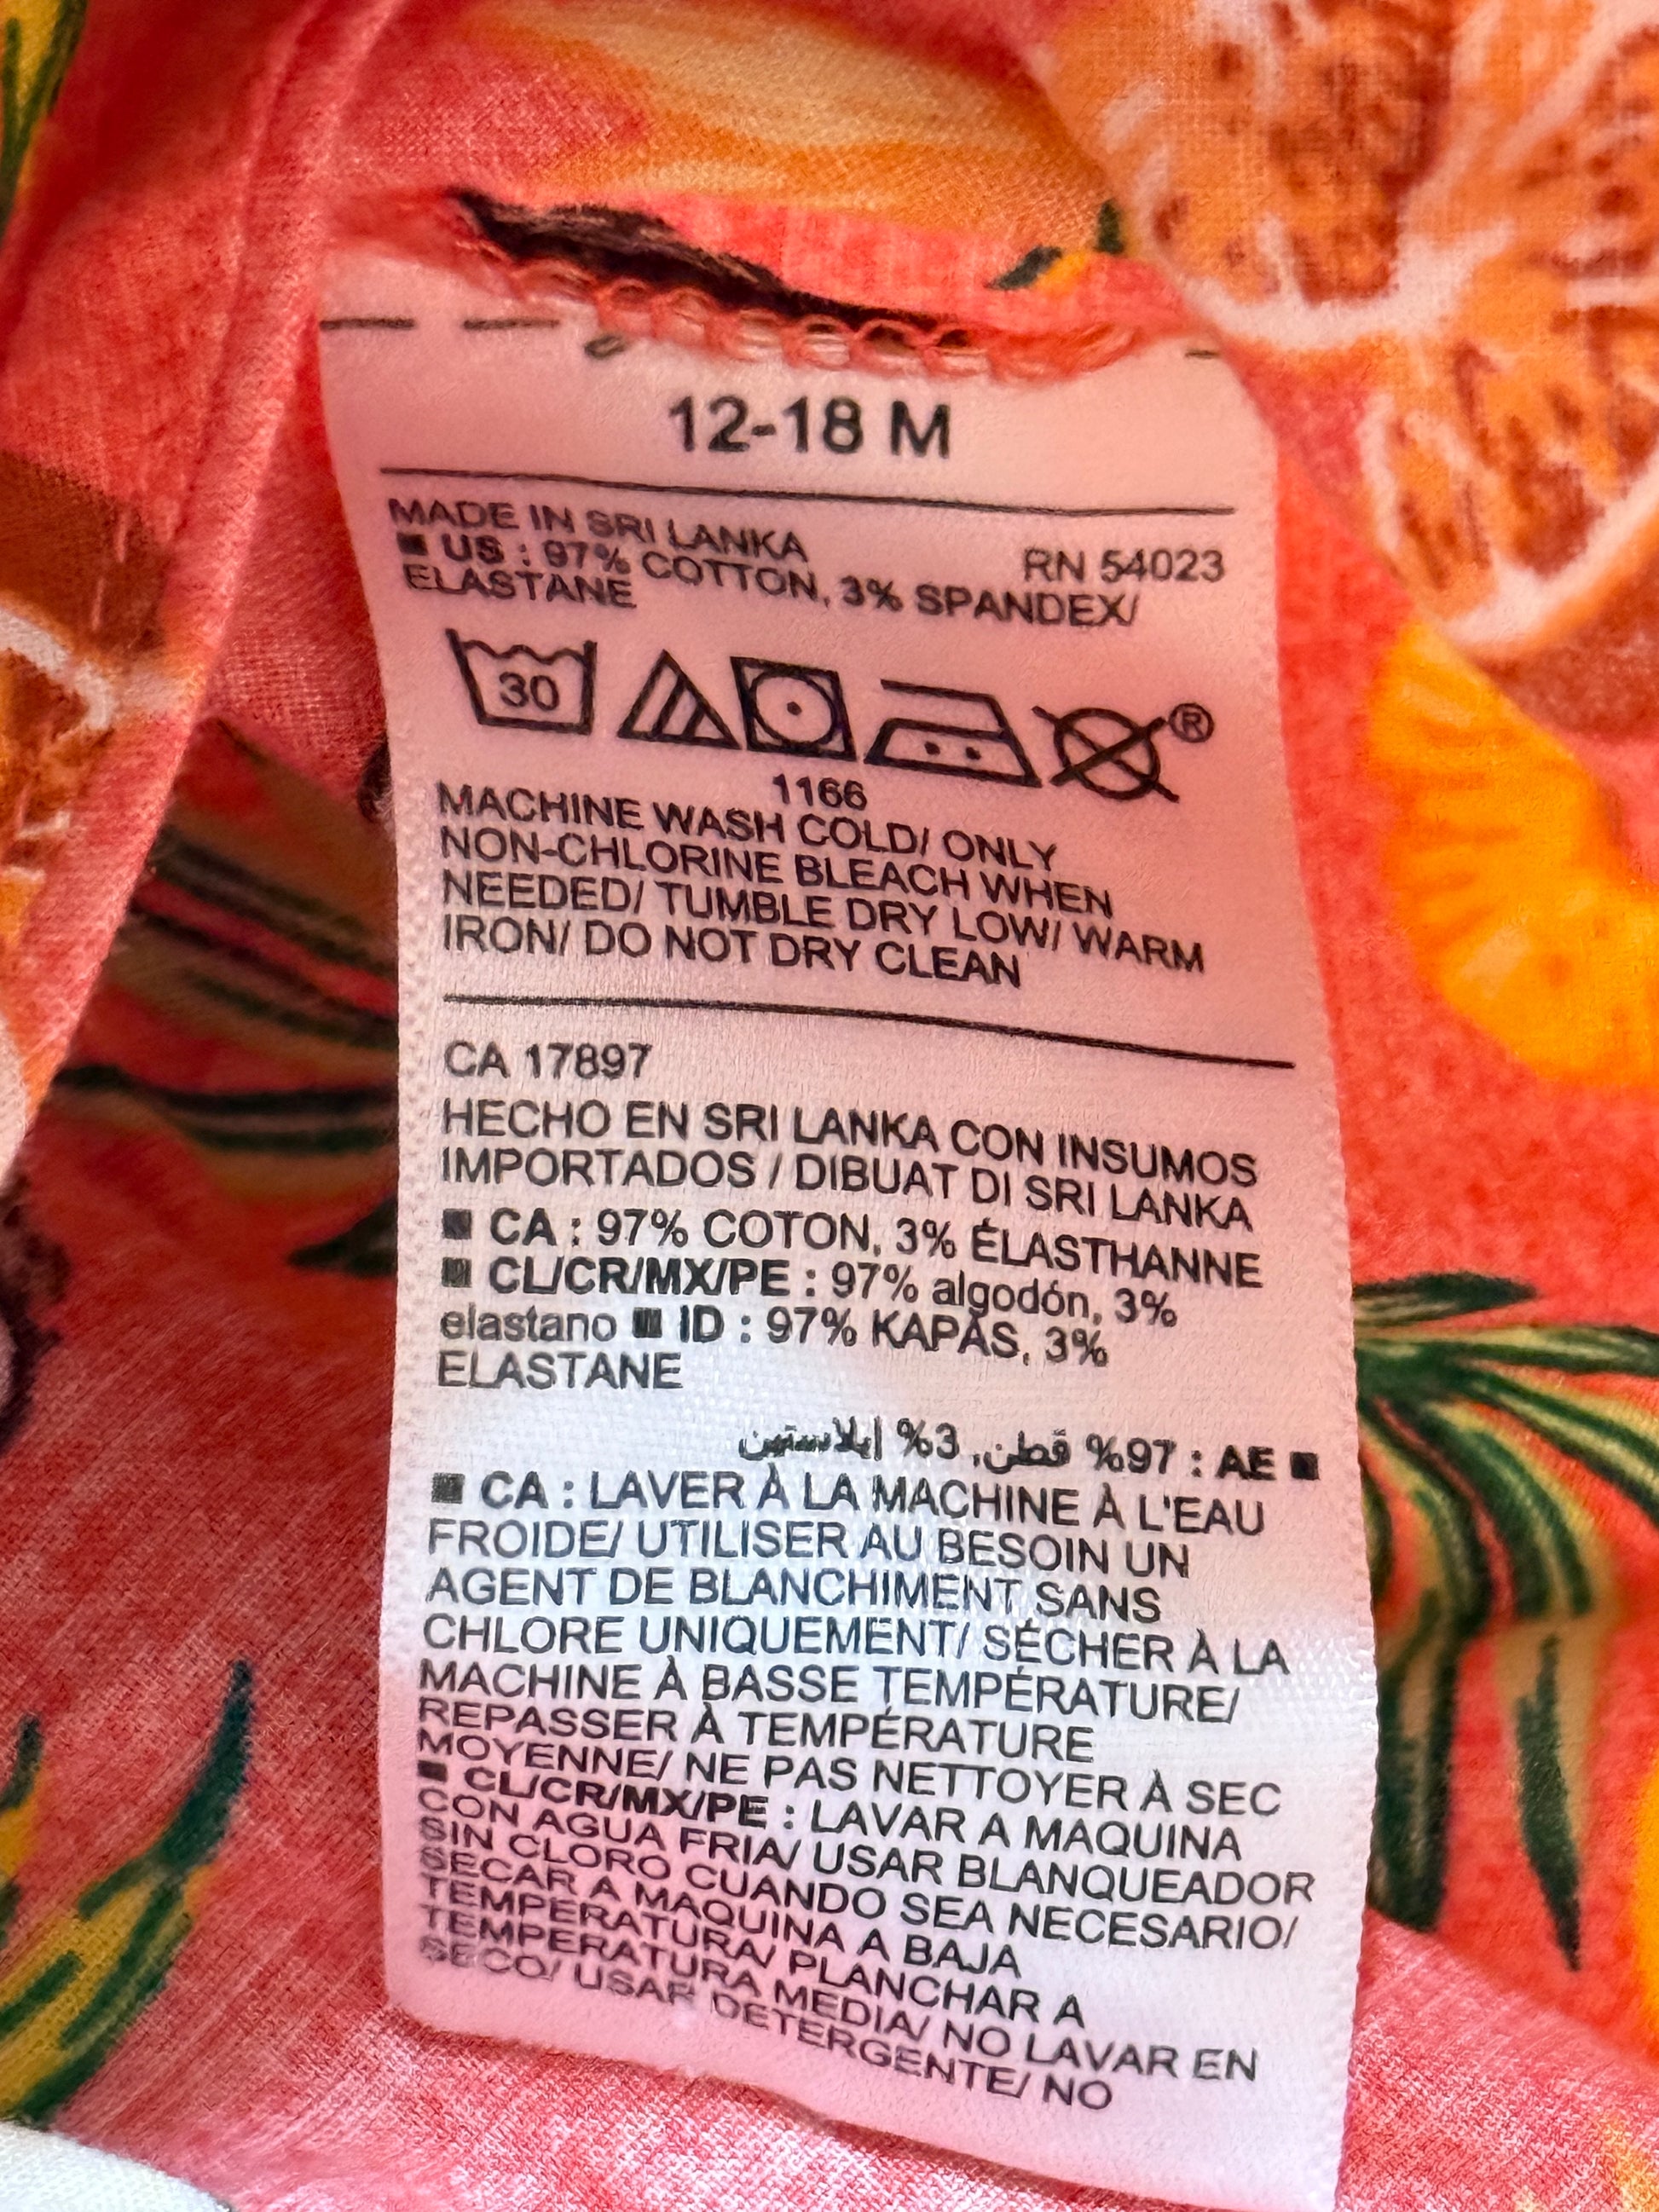 12-18 M
MADE IN SRI LANKA RN 54023
■ US : 97% COTTON, 3% SPANDEX/
ELASTANE
30 ®
1166
MACHINE WASH COLD/ ONLY
NON-CHLORINE BLEACH WHEN
NEEDED/ TUMBLE DRY LOW/ WARM
IRON/ DO NOT DRY CLEAN
CA 17897
HECHO EN SRI LANKA CON INSUMOS
IMPORTADOS / DIBUAT DI SRI LANKA
■ CA : 97% COTON, 3% ÉLASTHANNE
■ CL/CR/MX/PE : 97% algodón, 3%
elastano ■ ID : 97% KAPAS, 3%
ELASTANE
■ AE : 97% قطن, 3% ايلاستين
■ CA : LAVER À LA MACHINE À L'EAU
FROIDE/ UTILISER AU BESOIN UN
AGENT DE BLANCHIMENT SANS
CHLORE UNIQUEMENT/ SÉCHER À LA
MACHINE À BASSE TEMPÉRATURE/
REPASSER À TEMPÉRATURE
MOYENNE/ NE PAS NETTOYER À SEC
■ CL/CR/MX/PE : LAVAR A MAQUINA
CON AGUA FRIA/ USAR BLANQUEADOR
SIN CLORO CUANDO SEA NECESARIO/
SECAR A MAQUINA A BAJA
TEMPERATURA/ PLANCHAR A
TEMPERATURA MEDIA/ NO LAVAR EN
SECO/ USAR DETERGENTE/ NO